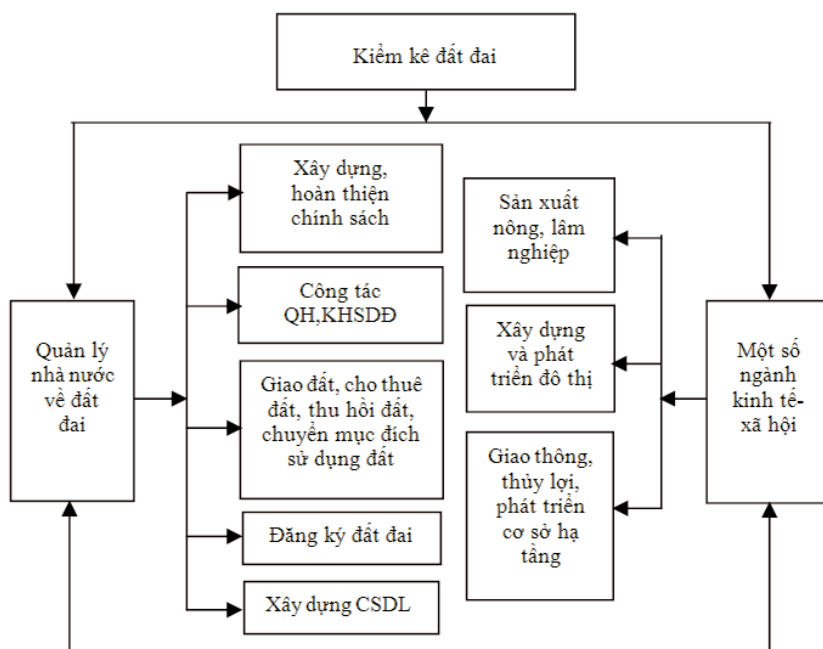 Kiểm kê đất đai
Xây dựng,
hoàn thiện
chính sách
Sản xuất
nông, lâm
nghiệp
Công tác
QH,KHSDĐ
Quản lý
nhà nước
về đất
đai
Xây dựng
và phát
triển đô thị
Một số
ngành
kinh tế-
xã hội
Giao đất, cho thuê
đất, thu hồi đất,
chuyển mục đích
sử dụng đất
Giao thông,
thủy lợi,
phát triển
cơ sở hạ
tầng
Đăng ký đất đai
Xây dựng CSDL